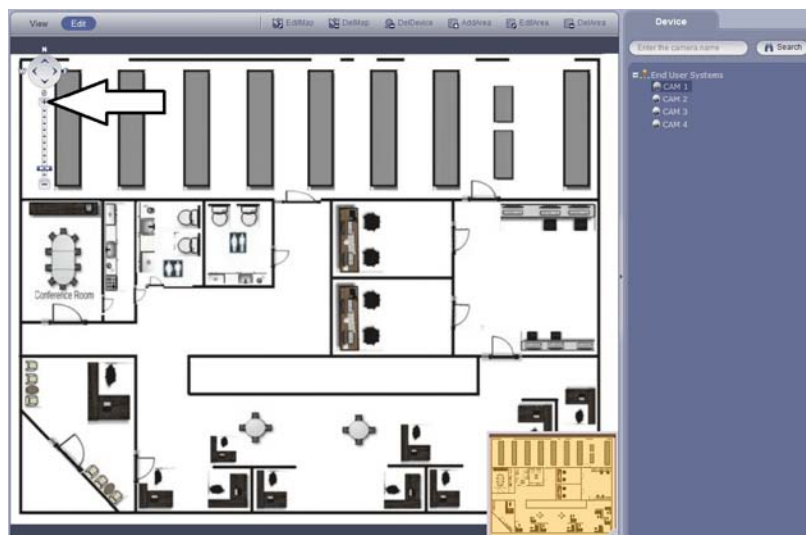 View Edit EditMap DelMap DelDevice AddArea EditArea DelArea Device
Enter the camera name Search
End User Systems
CAM 1
CAM 2
CAM 3
CAM 4
N
Conference Room